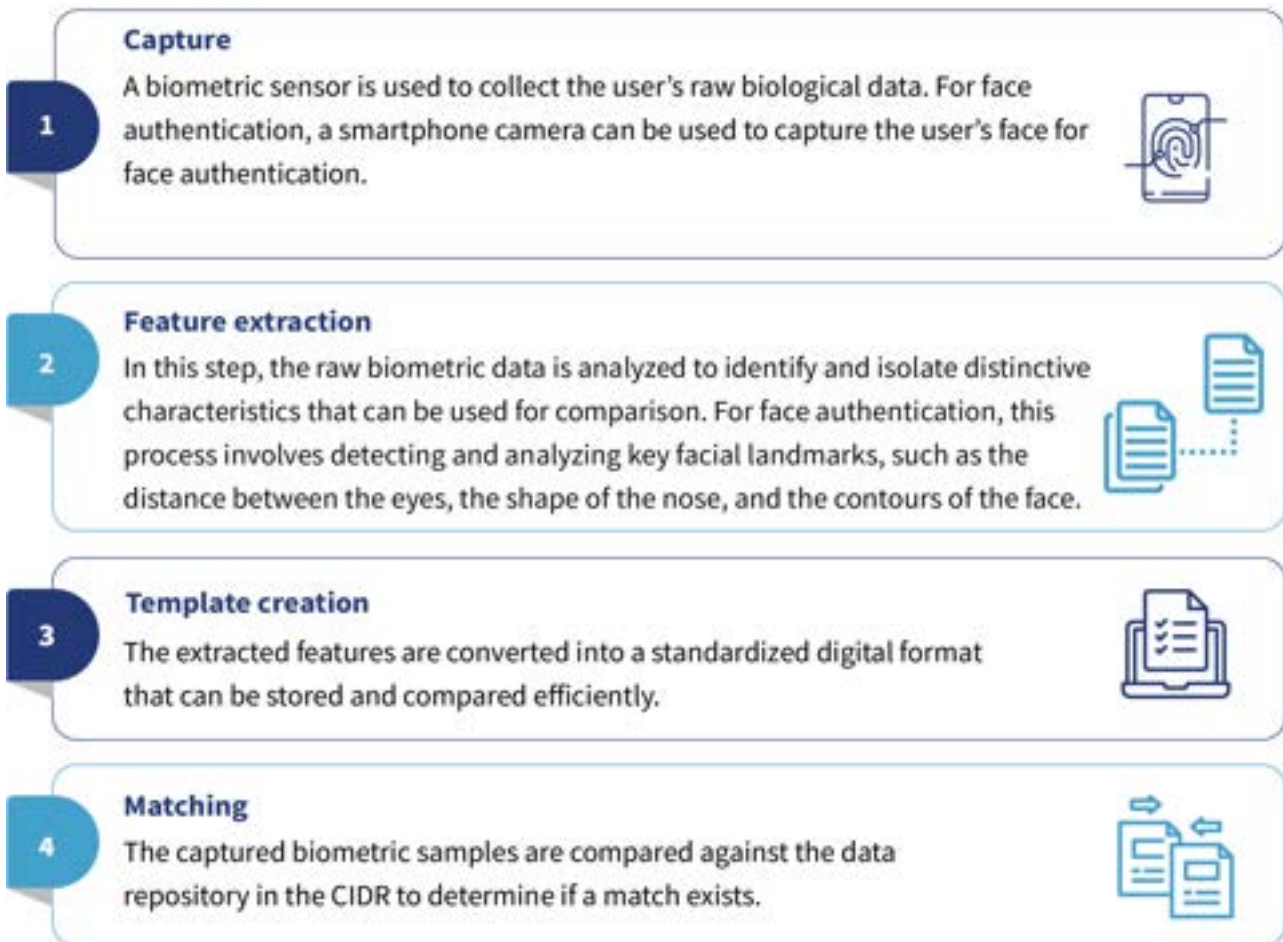 Capture
A biometric sensor is used to collect the user's raw biological data. For face
authentication, a smartphone camera can be used to capture the user's face for
face authentication.
1
Feature extraction
In this step, the raw biometric data is analyzed to identify and isolate distinctive
characteristics that can be used for comparison. For face authentication, this
process involves detecting and analyzing key facial landmarks, such as the
distance between the eyes, the shape of the nose, and the contours of the face.
2
Template creation
The extracted features are converted into a standardized digital format
that can be stored and compared efficiently.
3
Matching
The captured biometric samples are compared against the data
repository in the CIDR to determine if a match exists.
4